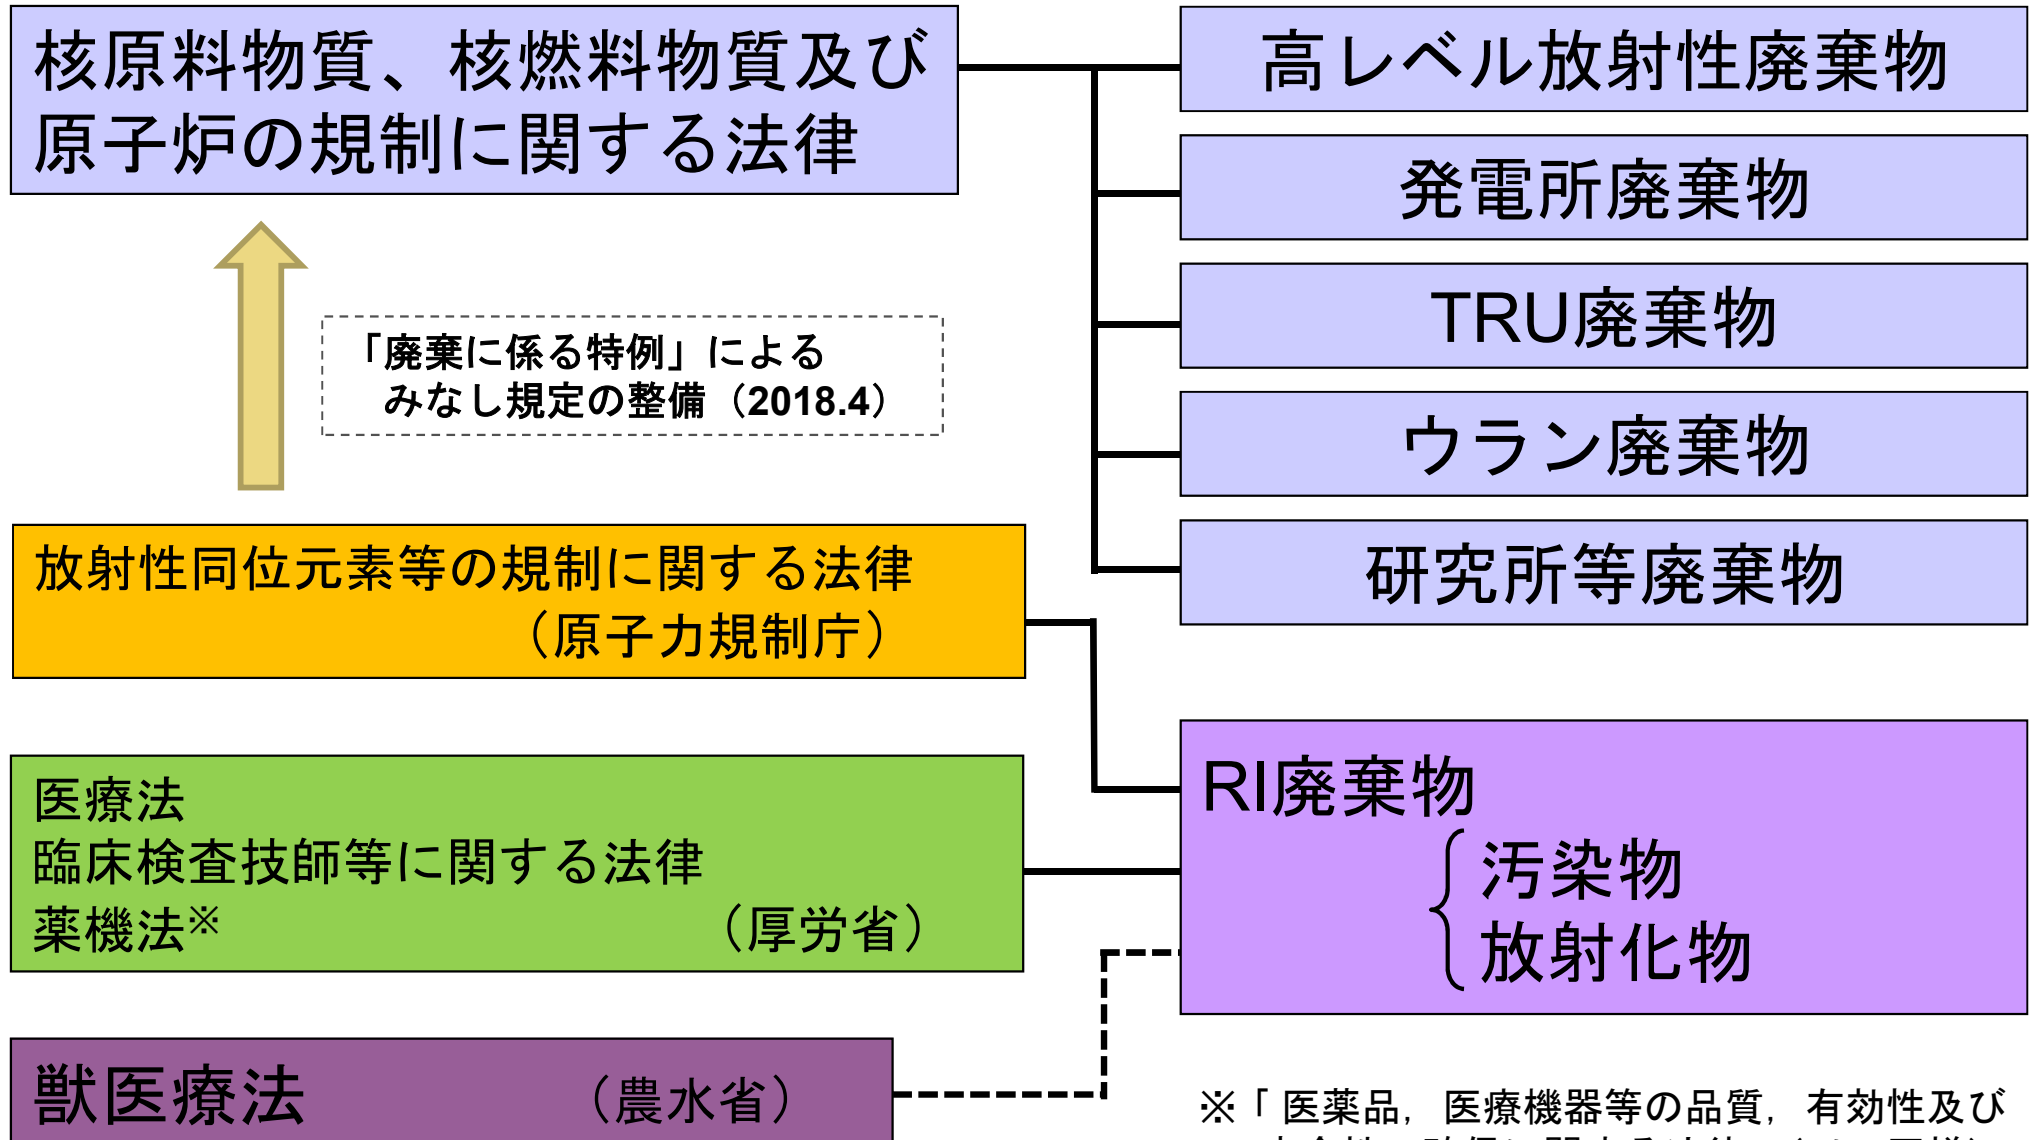 核原料物質、核燃料物質及び
原子炉の規制に関する法律
高レベル放射性廃棄物
発電所廃棄物
TRU廃棄物
ウラン廃棄物
研究所等廃棄物
「廃棄に係る特例」による
みなし規定の整備（2018.4）
放射性同位元素等の規制に関する法律
（原子力規制庁）
医療法
臨床検査技師等に関する法律
薬機法※ （厚労省）
獣医療法 （農水省）
RI廃棄物
汚染物
放射化物
※「 医薬品，医療機器等の品質，有効性及び